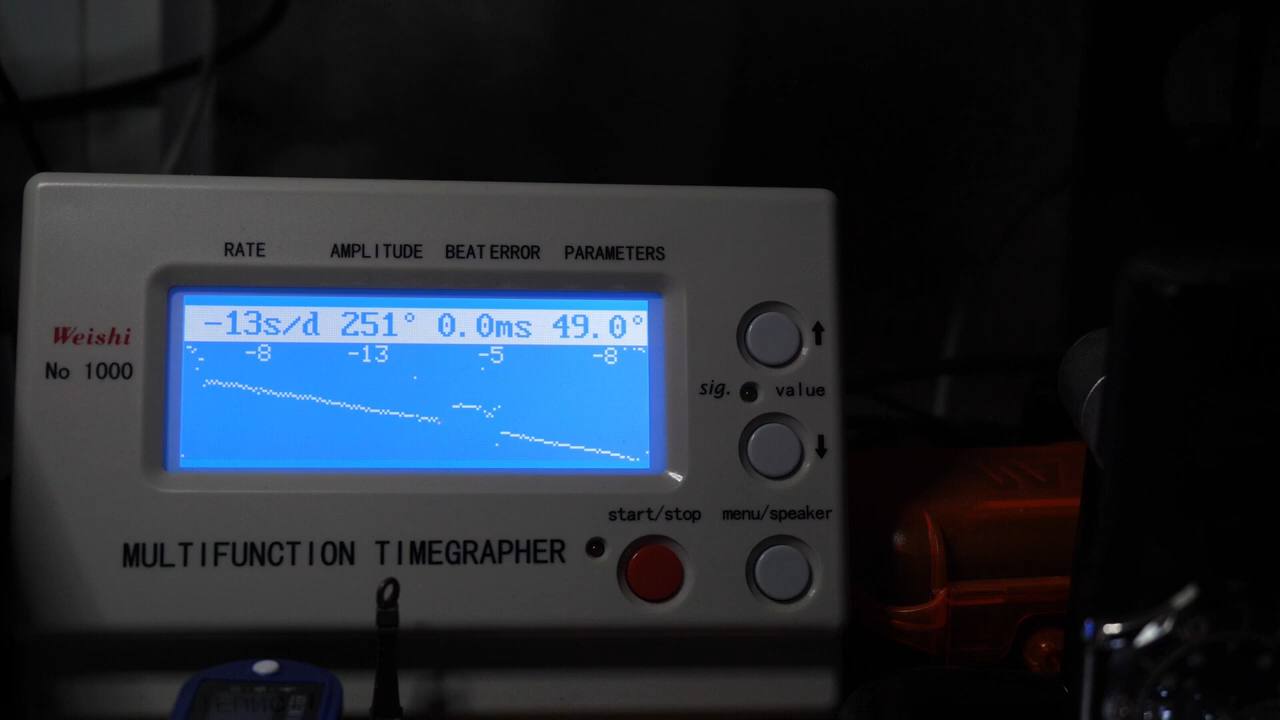 RATE AMPLITUDE BEAT ERROR PARAMETERS
-13s/d 251° 0.0ms 49.0°
-8 -13 -5 -8
Weishi
No 1000
sig. value
start/stop menu/speaker
MULTIFUNCTION TIMEGRAPHER